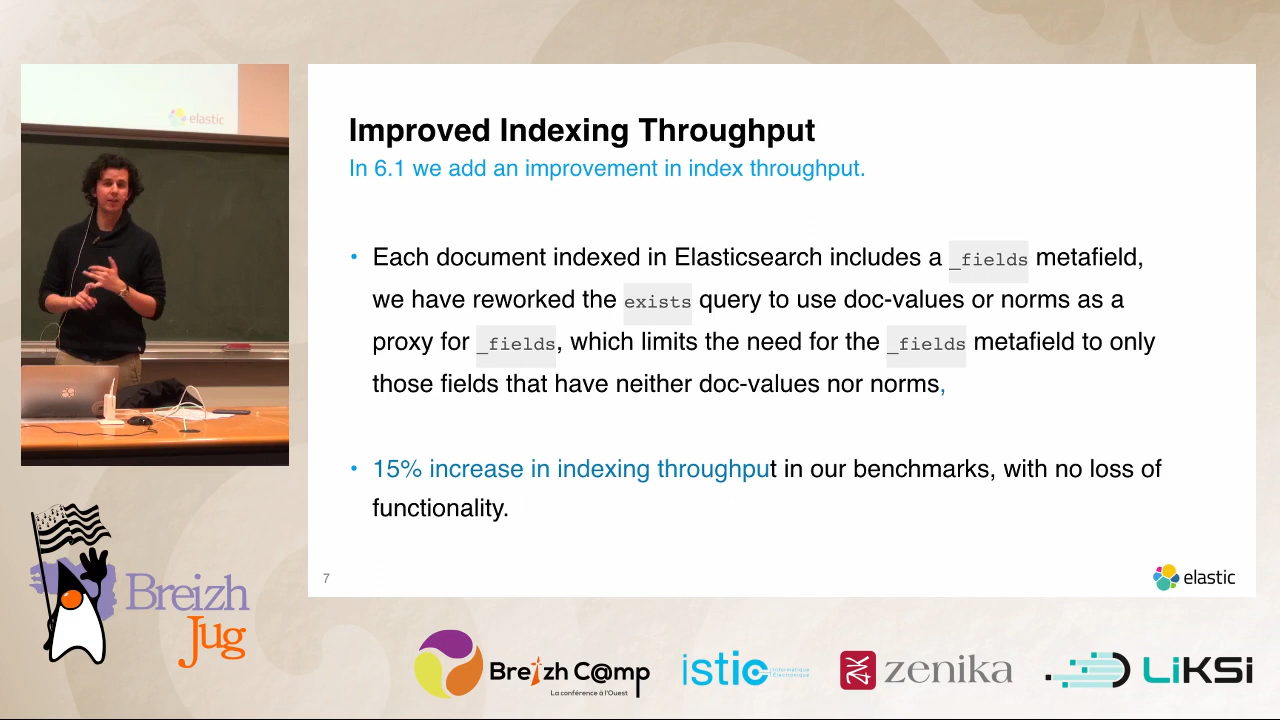 elastic
Improved Indexing Throughput
In 6.1 we add an improvement in index throughput.
• Each document indexed in Elasticsearch includes a _fields metafield,
we have reworked the exists query to use doc-values or norms as a
proxy for _fields, which limits the need for the _fields metafield to only
those fields that have neither doc-values nor norms,
• 15% increase in indexing throughput in our benchmarks, with no loss of
functionality.
7
elastic
Breizh
Jug
Breizh C@mp
La conférence à l'Ouest
istic
Informatique
Électronique
ZK
zenika
LiKSi